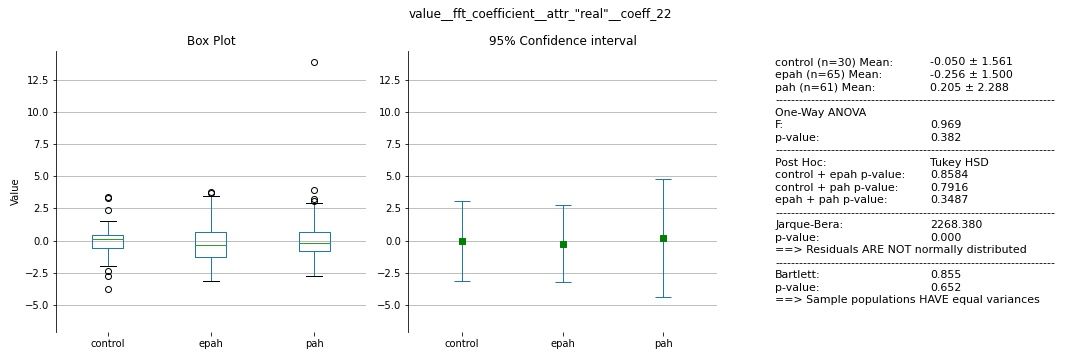 value__fft_coefficient__attr_"real"__coeff_22
Box Plot
12.5
10.0
7.5
5.0
2.5
0.0
−2.5
−5.0
Value
control
epah
pah
95% Confidence interval
12.5
10.0
7.5
5.0
2.5
0.0
−2.5
−5.0
control
epah
pah
control (n=30) Mean: -0.050 ± 1.561
epah (n=65) Mean: -0.256 ± 1.500
pah (n=61) Mean: 0.205 ± 2.288
One-Way ANOVA
F: 0.969
p-value: 0.382
Post Hoc: Tukey HSD
control + epah p-value: 0.8584
control + pah p-value: 0.7916
epah + pah p-value: 0.3487
Jarque-Bera: 2268.380
p-value: 0.000
==> Residuals ARE NOT normally distributed
Bartlett: 0.855
p-value: 0.652
==> Sample populations HAVE equal variances